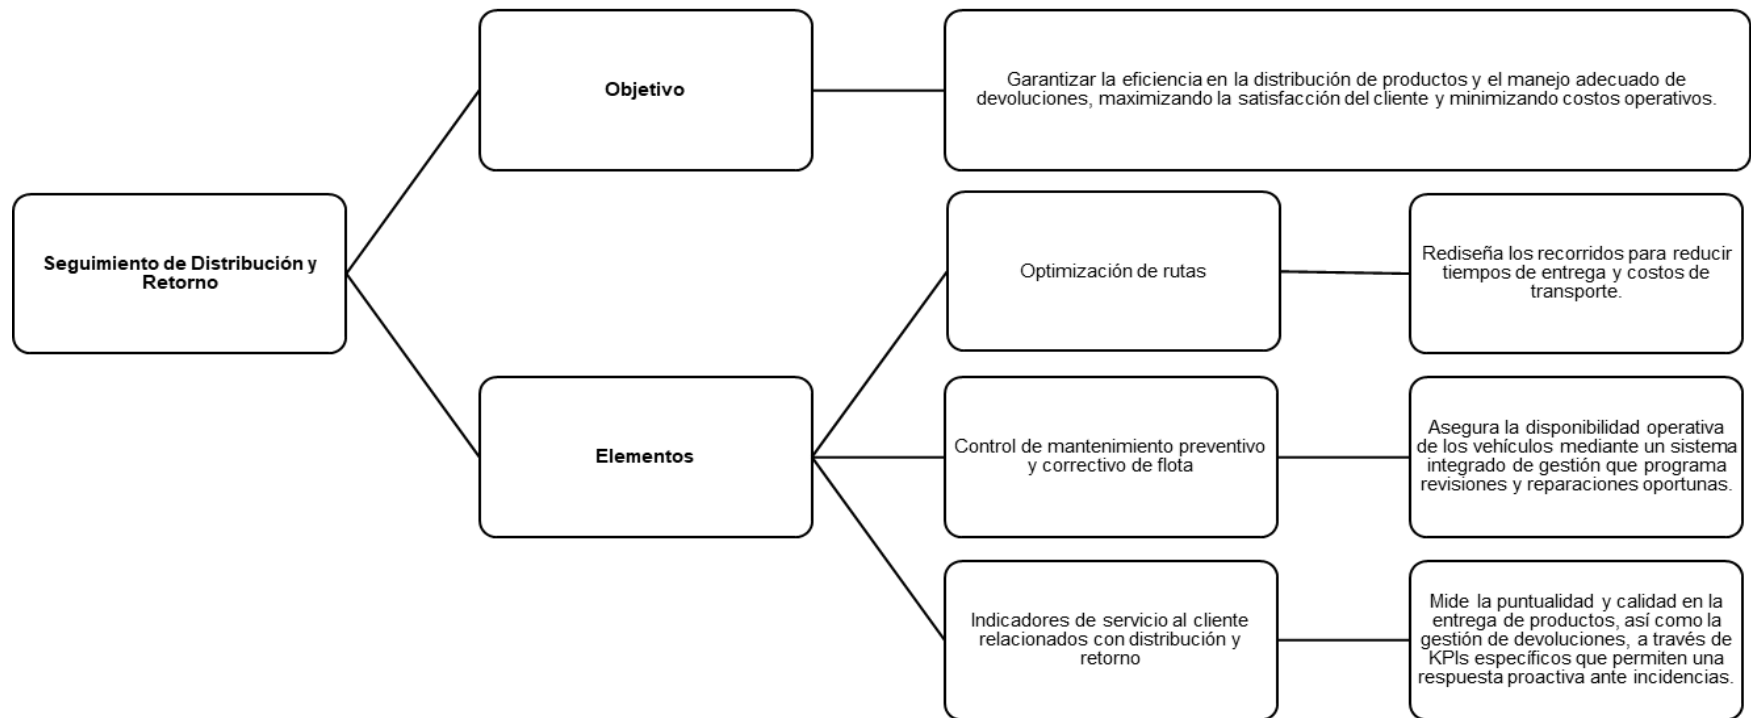 Objetivo
Garantizar la eficiencia en la distribución de productos y el manejo adecuado de
devoluciones, maximizando la satisfacción del cliente y minimizando costos operativos.
Seguimiento de Distribución y
Retorno
Optimización de rutas
Rediseña los recorridos para reducir
tiempos de entrega y costos de
transporte.
Elementos
Control de mantenimiento preventivo
y correctivo de flota
Asegura la disponibilidad operativa
de los vehículos mediante un sistema
integrado de gestión que programa
revisiones y reparaciones oportunas.
Indicadores de servicio al cliente
relacionados con distribución y
retorno
Mide la puntualidad y calidad en la
entrega de productos, así como la
gestión de devoluciones, a través de
KPIs específicos que permiten una
respuesta proactiva ante incidencias.